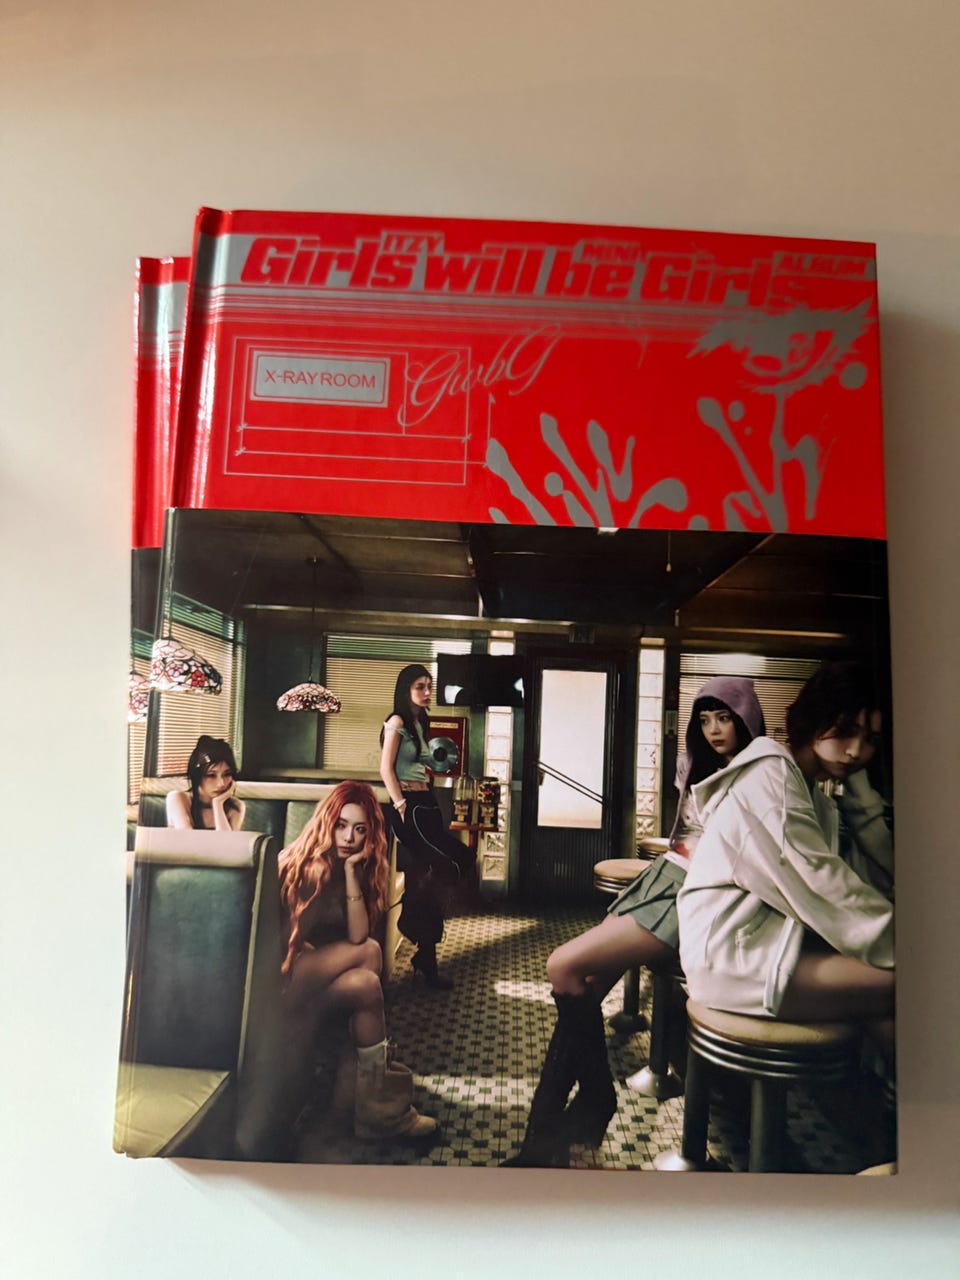 ITZY MINI ALBUM
Girls will be Girls
X-RAY ROOM
GwbG